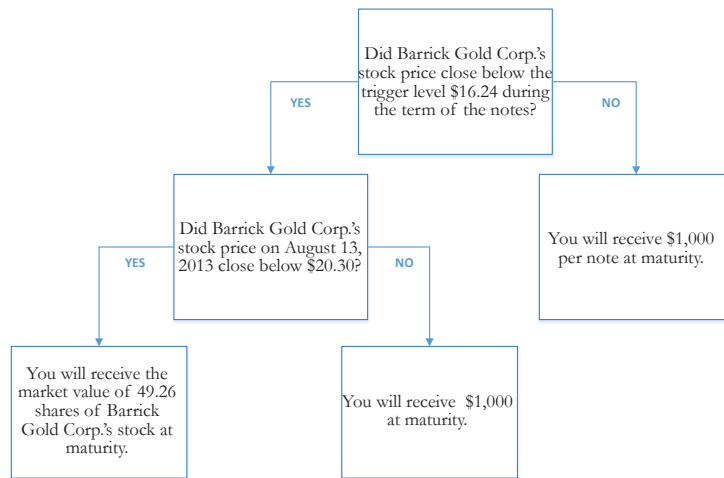 Did Barrick Gold Corp.'s
stock price close below the
trigger level $16.24 during
the term of the notes?
YES
NO
Did Barrick Gold Corp.'s
stock price on August 13,
2013 close below $20.30?
You will receive $1,000
per note at maturity.
YES
NO
You will receive the
market value of 49.26
shares of Barrick
Gold Corp.'s stock at
maturity.
You will receive $1,000
at maturity.